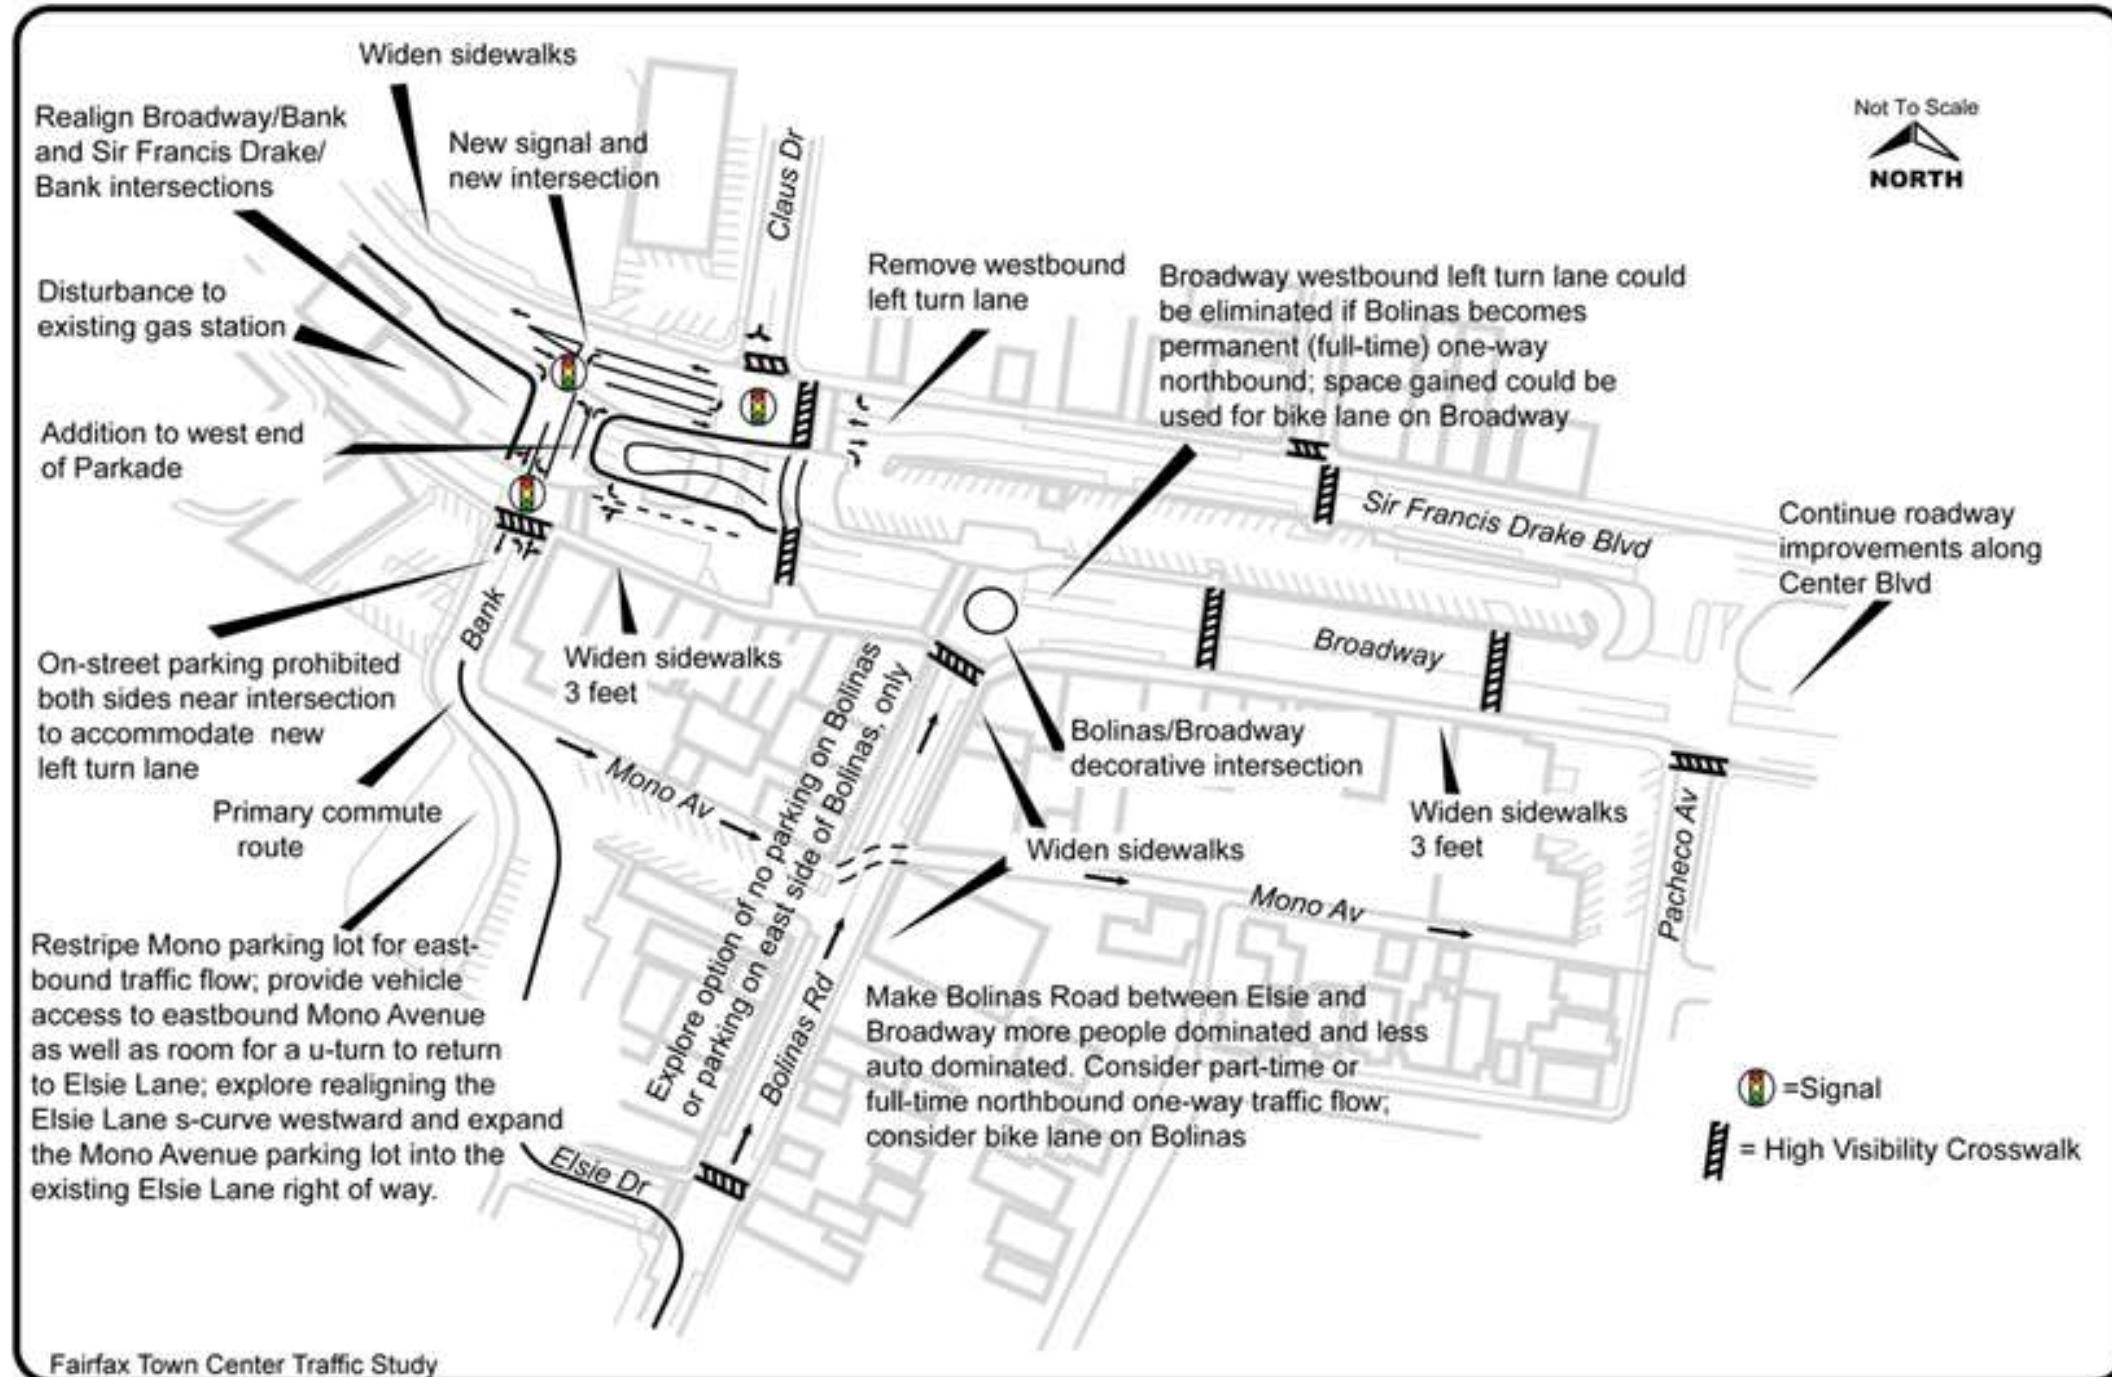 Widen sidewalks
Realign Broadway/Bank
and Sir Francis Drake/
Bank intersections
New signal and
new intersection
Claus Dr
Not To Scale
NORTH
Disturbance to
existing gas station
Remove westbound
left turn lane
Broadway westbound left turn lane could
be eliminated if Bolinas becomes
permanent (full-time) one-way
northbound; space gained could be
used for bike lane on Broadway
Addition to west end
of Parkade
Sir Francis Drake Blvd
Continue roadway
improvements along
Center Blvd
Bank
On-street parking prohibited
both sides near intersection
to accommodate new
left turn lane
Widen sidewalks
3 feet
Broadway
Bolinas/Broadway
decorative intersection
Primary commute
route
Mono Av
Explore option of no parking on Bolinas
or parking on east side of Bolinas, only
Widen sidewalks
Widen sidewalks
3 feet
Mono Av
Pacheco Av
Restripe Mono parking lot for east-
bound traffic flow; provide vehicle
access to eastbound Mono Avenue
as well as room for a u-turn to return
to Elsie Lane; explore realigning the
Elsie Lane s-curve westward and expand
the Mono Avenue parking lot into the
existing Elsie Lane right of way.
Bolinas Rd
Make Bolinas Road between Elsie and
Broadway more people dominated and less
auto dominated. Consider part-time or
full-time northbound one-way traffic flow;
consider bike lane on Bolinas
Elsie Dr
=Signal
= High Visibility Crosswalk
Fairfax Town Center Traffic Study